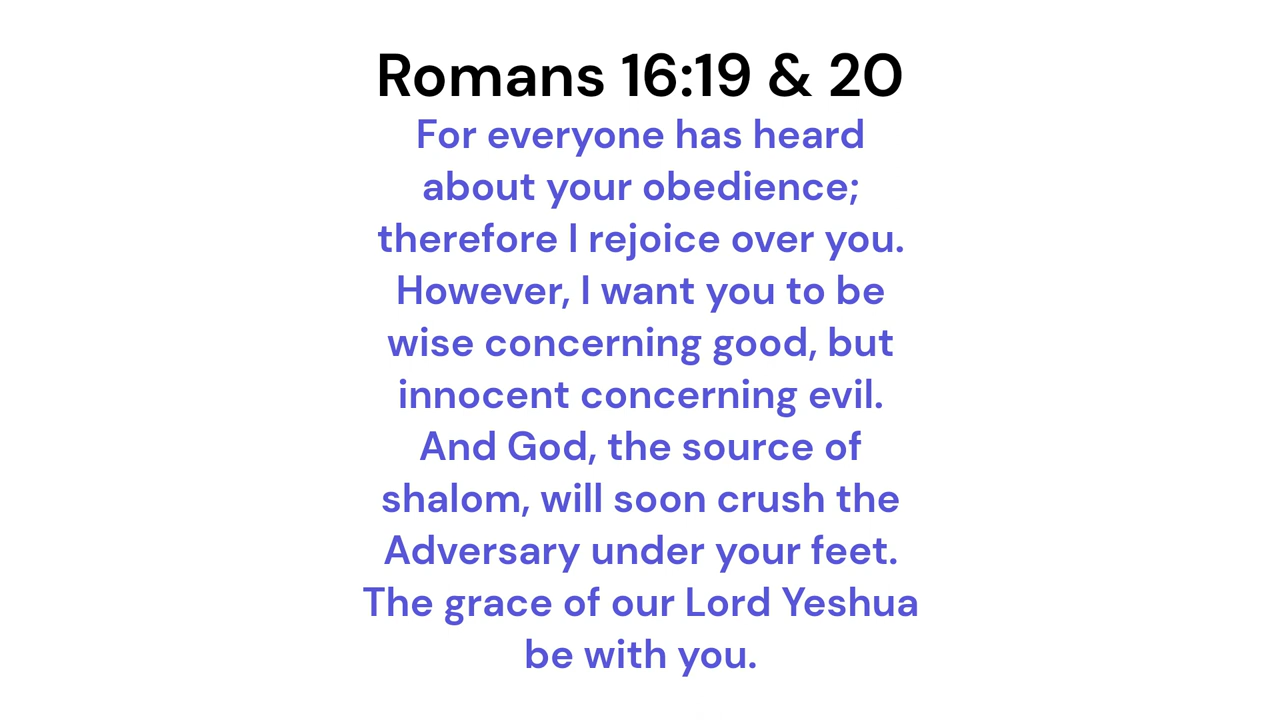 Romans 16:19 & 20
For everyone has heard
about your obedience;
therefore I rejoice over you.
However, I want you to be
wise concerning good, but
innocent concerning evil.
And God, the source of
shalom, will soon crush the
Adversary under your feet.
The grace of our Lord Yeshua
be with you.